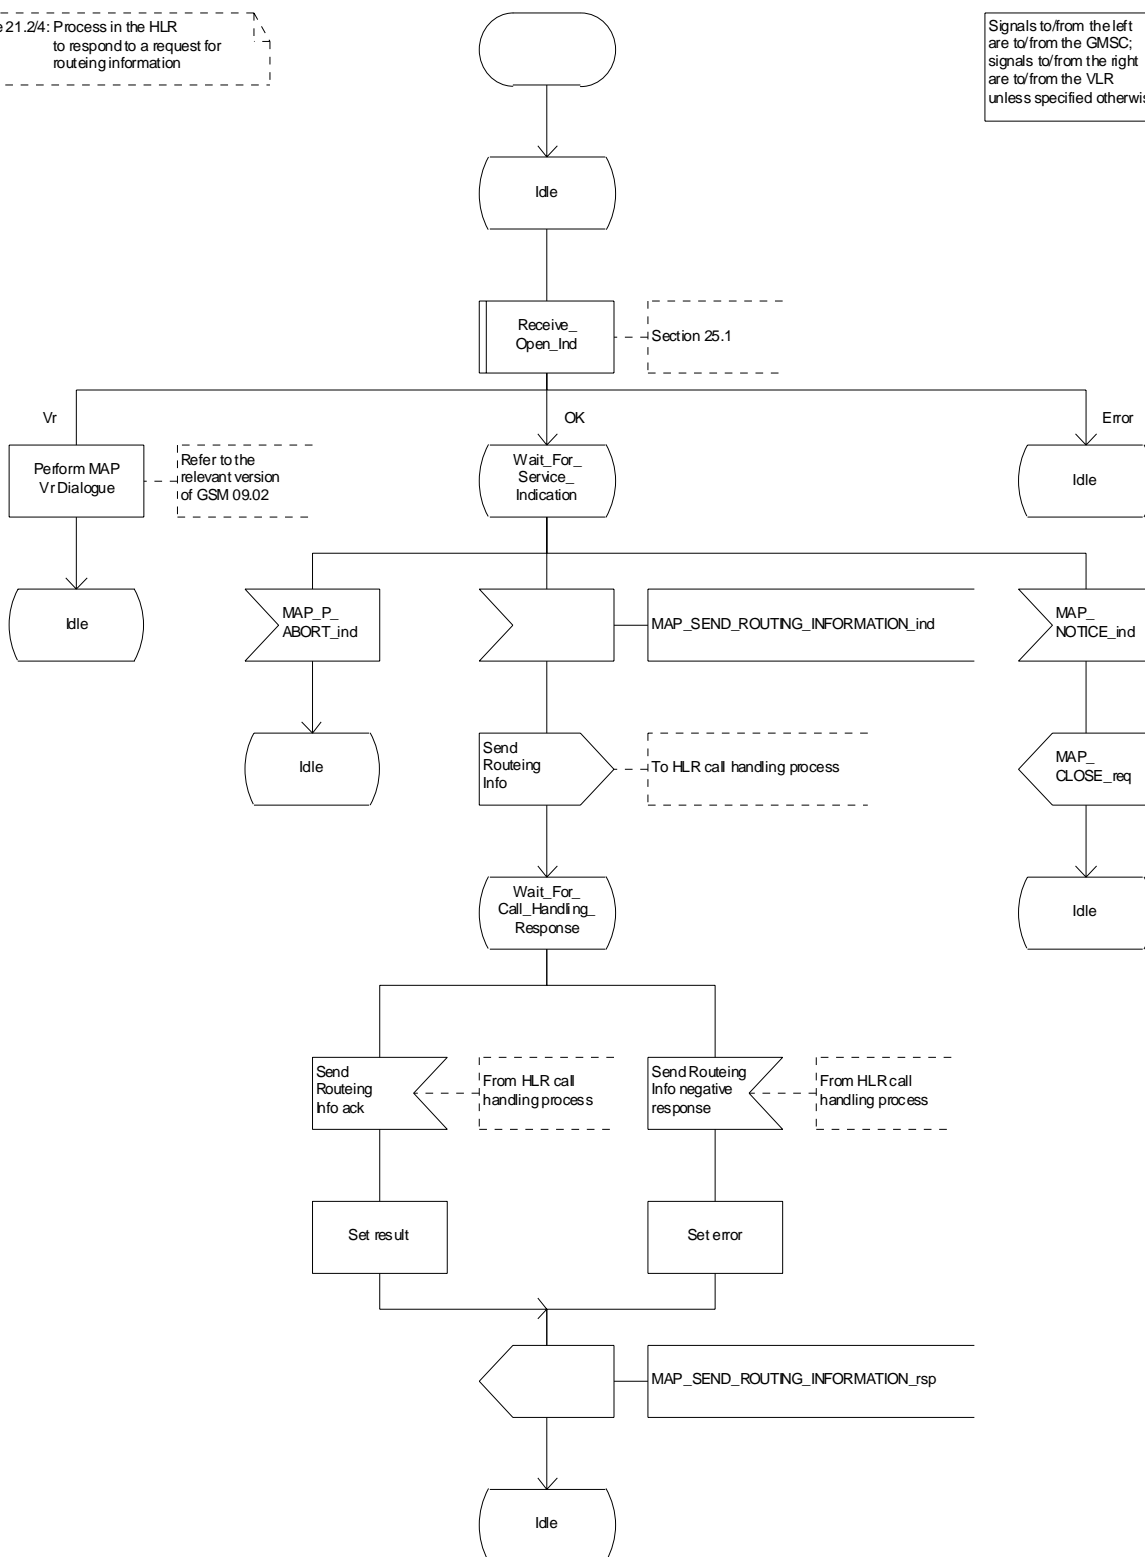 21.2/4: Process in the HLR
to respond to a request for
routeing information
Signals to/from the left
are to/from the GMSC;
signals to/from the right
are to/from the VLR
unless specified
Idle
Receive_
Open_Ind
Section 25.1
Vr
OK
Error
Perform MAP
Vr Dialogue
Refer to the
relevant version
of GSM 09.02
Wait_For_
Service_
Indication
Idle
Idle
MAP_P_
ABORT_ind
MAP_SEND_ROUTING_INFORMATION_ind
MAP_
NOTICE_ind
Idle
Send
Routeing
Info
To HLR call handling process
MAP_
CLOSE_req
Wait_For_
Call_Handling_
Response
Idle
Send
Routeing
Info ack
From HLR call
handling process
Send Routeing
Info negative
response
From HLR call
handling process
Set result
Set error
MAP_SEND_ROUTING_INFORMATION_rsp
Idle